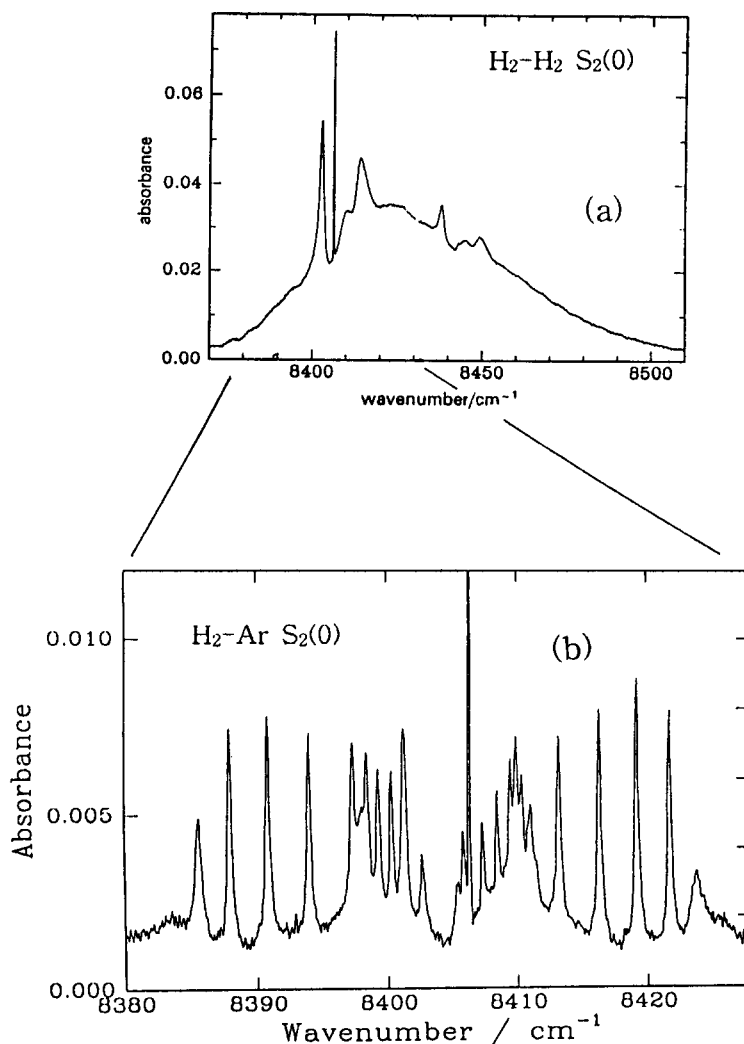 H₂-H₂ S₂(0)
0.06
absorbance
0.04
(a)
0.02
0.00
8400
8450
8500
wavenumber/cm⁻¹
0.010
H₂-Ar S₂(0)
(b)
Absorbance
0.005
0.000
8380
8390
8400
8410
8420
Wavenumber / cm⁻¹